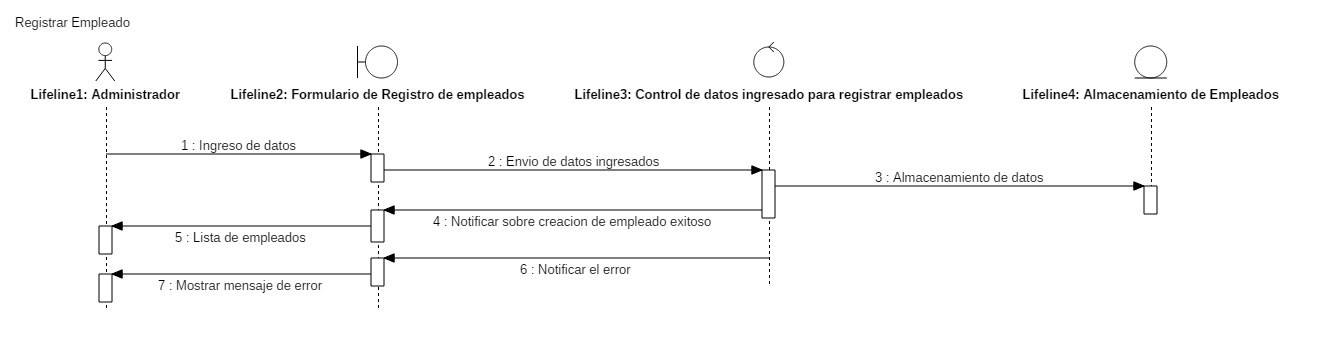 Registrar Empleado
Lifeline1: Administrador
Lifeline2: Formulario de Registro de empleados
Lifeline3: Control de datos ingresado para registrar empleados
Lifeline4: Almacenamiento de Empleados
1 : Ingreso de datos
2 : Envio de datos ingresados
3 : Almacenamiento de datos
4 : Notificar sobre creacion de empleado exitoso
5 : Lista de empleados
6 : Notificar el error
7 : Mostrar mensaje de error